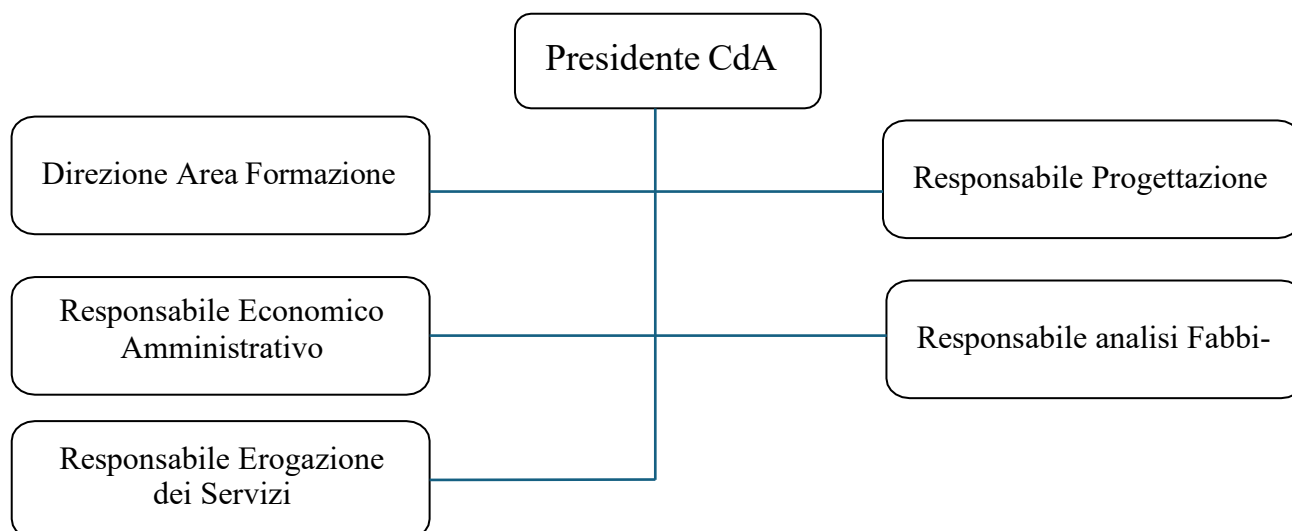 Presidente CdA
Direzione Area Formazione
Responsabile Progettazione
Responsabile Economico
Amministrativo
Responsabile analisi Fabbi-
Responsabile Erogazione
dei Servizi